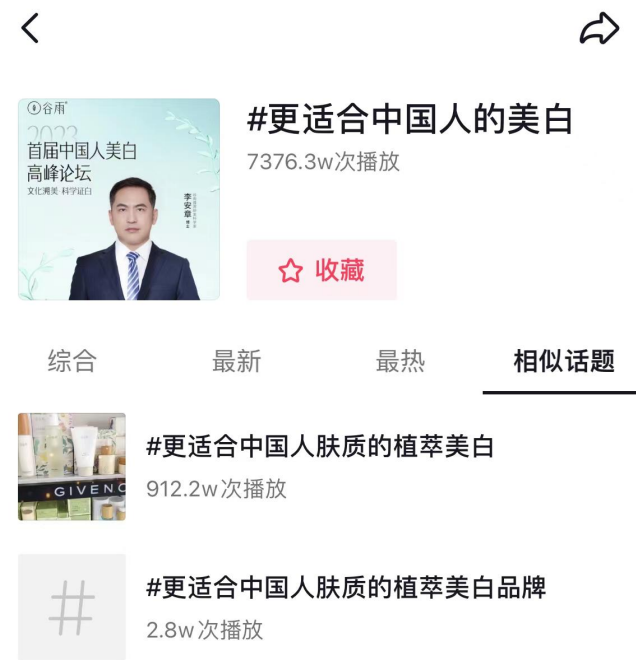 谷雨
#更适合中国人的美白
7376.3w次播放
2023
首届中国人美白
高峰论坛
文化溯美·科学证白
李安章 博士
收藏
综合
最新
最热
相似话题
#更适合中国人肤质的植萃美白
912.2w次播放
GIVENC
#更适合中国人肤质的植萃美白品牌
2.8w次播放